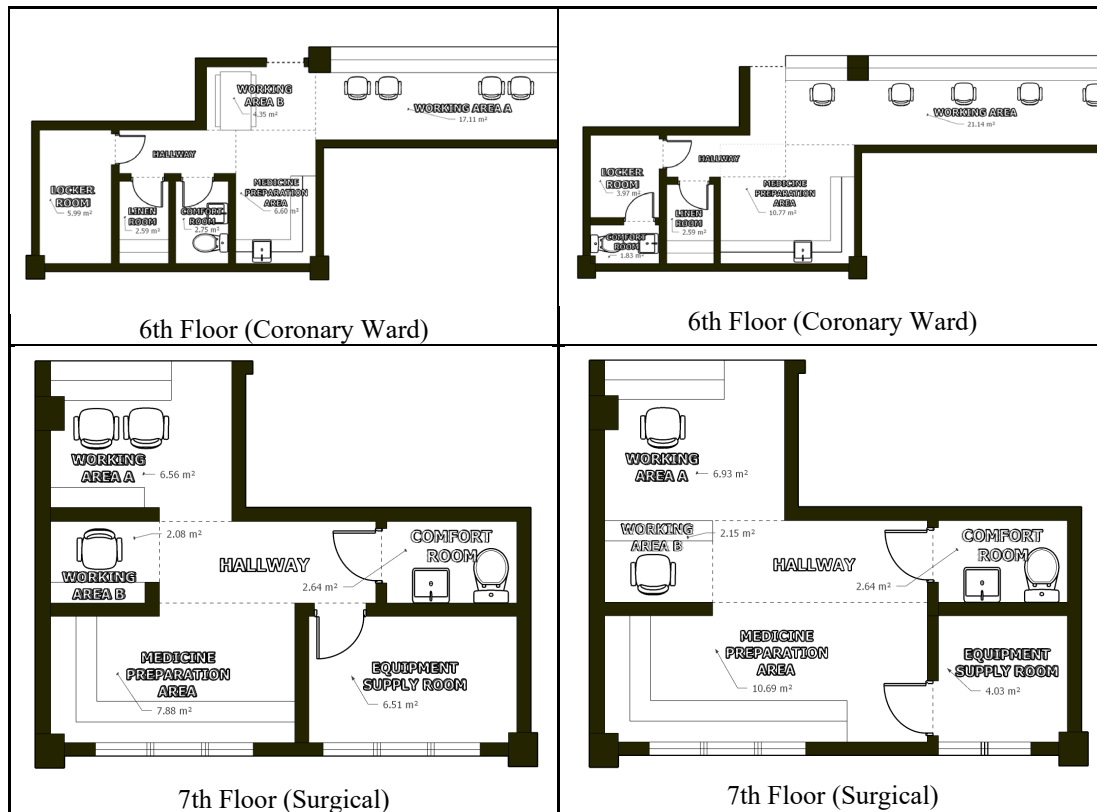 WORKING
AREA B
4.35 m²
WORKING AREA A
17.11 m²
HALLWAY
LOCKER
ROOM
5.99 m²
LINEN
ROOM
2.59 m²
COMFORT
ROOM
2.75 m²
MEDICINE
PREPARATION
AREA
6.60 m²
6th Floor (Coronary Ward)
WORKING AREA
21.14 m²
HALLWAY
LOCKER
ROOM
3.97 m²
MEDICINE
PREPARATION
AREA
10.77 m²
LINEN
ROOM
2.59 m²
COMFORT
ROOM
1.83 m²
6th Floor (Coronary Ward)
WORKING
AREA A
6.56 m²
2.08 m²
WORKING
AREA B
HALLWAY
COMFORT
ROOM
2.64 m²
MEDICINE
PREPARATION
AREA
7.88 m²
EQUIPMENT
SUPPLY ROOM
6.51 m²
7th Floor (Surgical)
WORKING
AREA A
6.93 m²
WORKING
AREA B
2.15 m²
HALLWAY
COMFORT
ROOM
2.64 m²
MEDICINE
PREPARATION
AREA
10.69 m²
EQUIPMENT
SUPPLY ROOM
4.03 m²
7th Floor (Surgical)